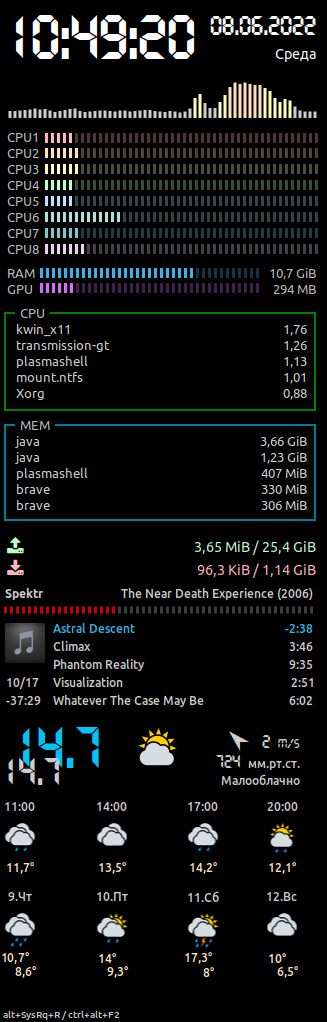 10:49:20 08.06.2022
Среда
CPU1
CPU2
CPU3
CPU4
CPU5
CPU6
CPU7
CPU8
RAM 10,7 GiB
GPU 294 MB
CPU
kwin_x11 1,76
transmission-gt 1,26
plasmashell 1,13
mount.ntfs 1,01
Xorg 0,88
MEM
java 3,66 GiB
java 1,23 GiB
plasmashell 407 MiB
brave 330 MiB
brave 306 MiB
3,65 MiB / 25,4 GiB
96,3 KiB / 1,14 GiB
Spektr The Near Death Experience (2006)
Astral Descent -2:38
Climax 3:46
Phantom Reality 9:35
10/17 Visualization 2:51
-37:29 Whatever The Case May Be 6:02
14.7 2 m/s
14.7 724 мм.рт.ст.
Малооблачно
11:00 14:00 17:00 20:00
11,7° 13,5° 14,2° 12,1°
9.Чт 10.Пт 11.Сб 12.Вс
10,7° 14° 17,3° 10°
8,6° 9,3° 8° 6,5°
alt+SysRq+R / ctrl+alt+F2